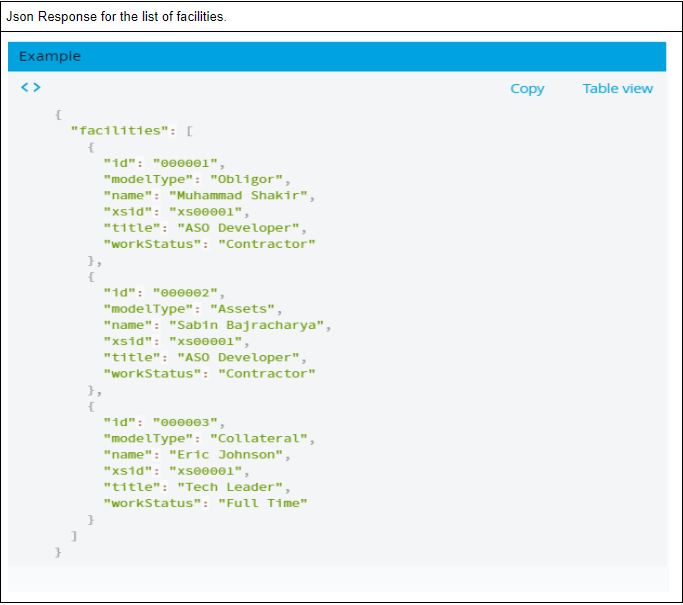 Json Response for the list of facilities.
Example
<> Copy Table view
{
"facilities": [
{
"id": "000001",
"modelType": "Obligor",
"name": "Muhammad Shakir",
"xsid": "xs00001",
"title": "ASO Developer",
"workStatus": "Contractor"
},
{
"id": "000002",
"modelType": "Assets",
"name": "Sabin Bajracharya",
"xsid": "xs00001",
"title": "ASO Developer",
"workStatus": "Contractor"
},
{
"id": "000003",
"modelType": "Collateral",
"name": "Eric Johnson",
"xsid": "xs00001",
"title": "Tech Leader",
"workStatus": "Full Time"
}
]
}